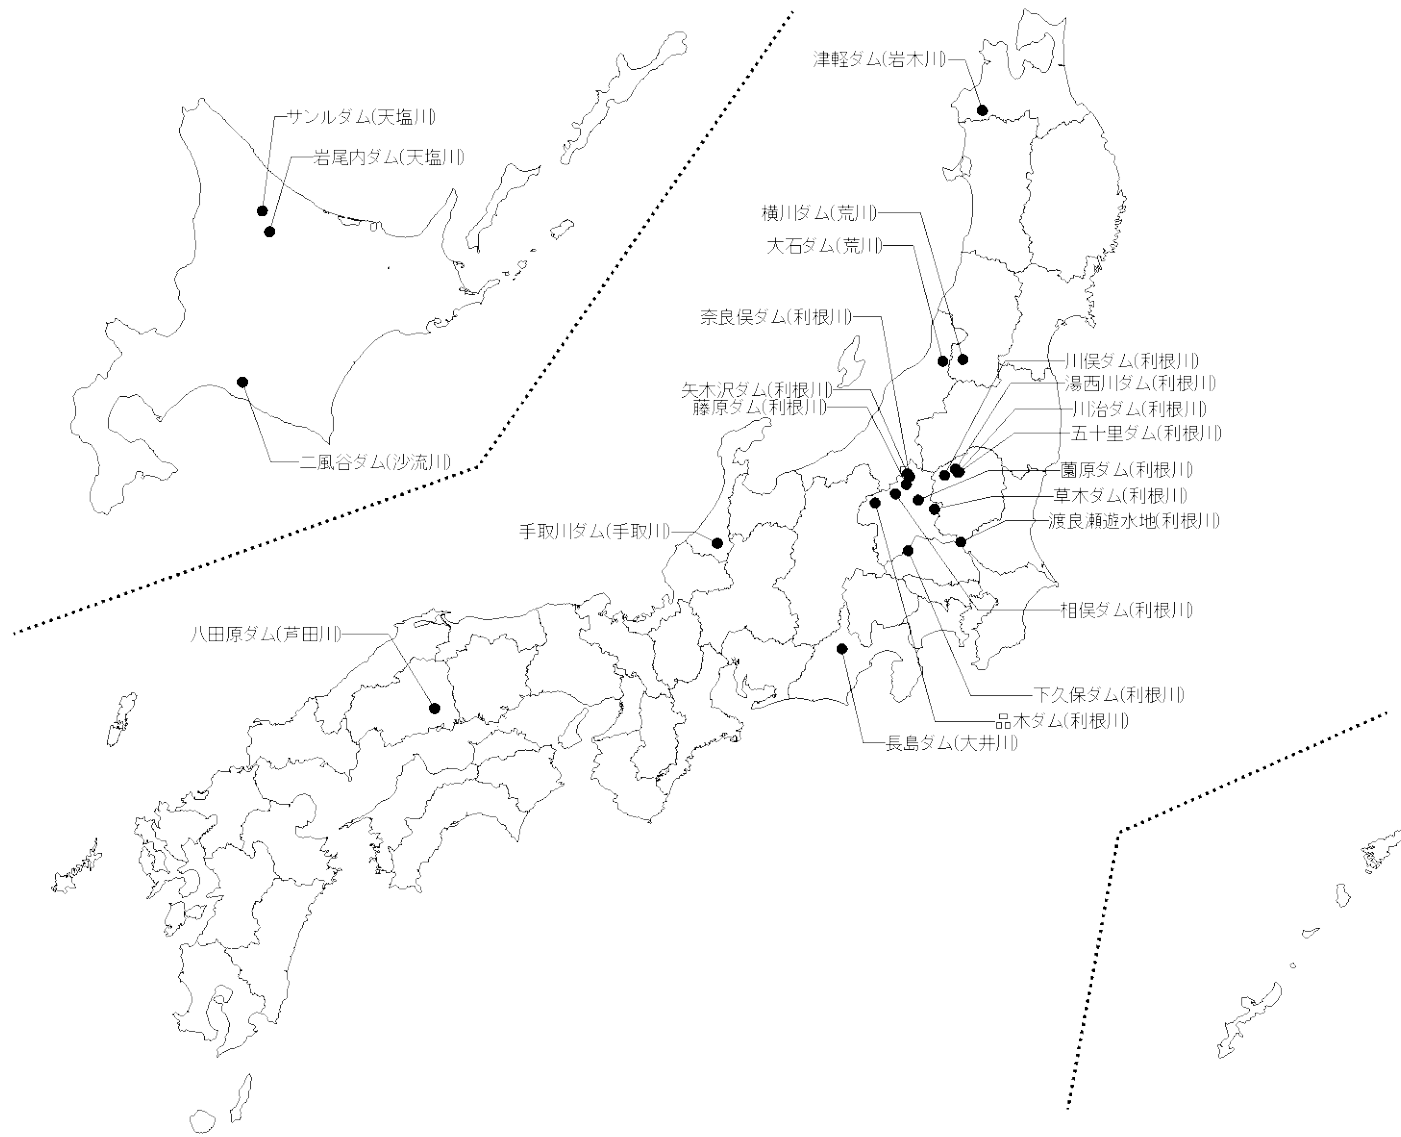 津軽ダム(岩木川)
サンルダム(天塩川)
岩尾内ダム(天塩川)
横川ダム(荒川)
大石ダム(荒川)
奈良俣ダム(利根川)
川俣ダム(利根川)
湯西川ダム(利根川)
矢木沢ダム(利根川)
藤原ダム(利根川)
川治ダム(利根川)
五十里ダム(利根川)
二風谷ダム(沙流川)
薗原ダム(利根川)
草木ダム(利根川)
渡良瀬遊水地(利根川)
手取川ダム(手取川)
相俣ダム(利根川)
八田原ダム(芦田川)
下久保ダム(利根川)
品木ダム(利根川)
長島ダム(大井川)